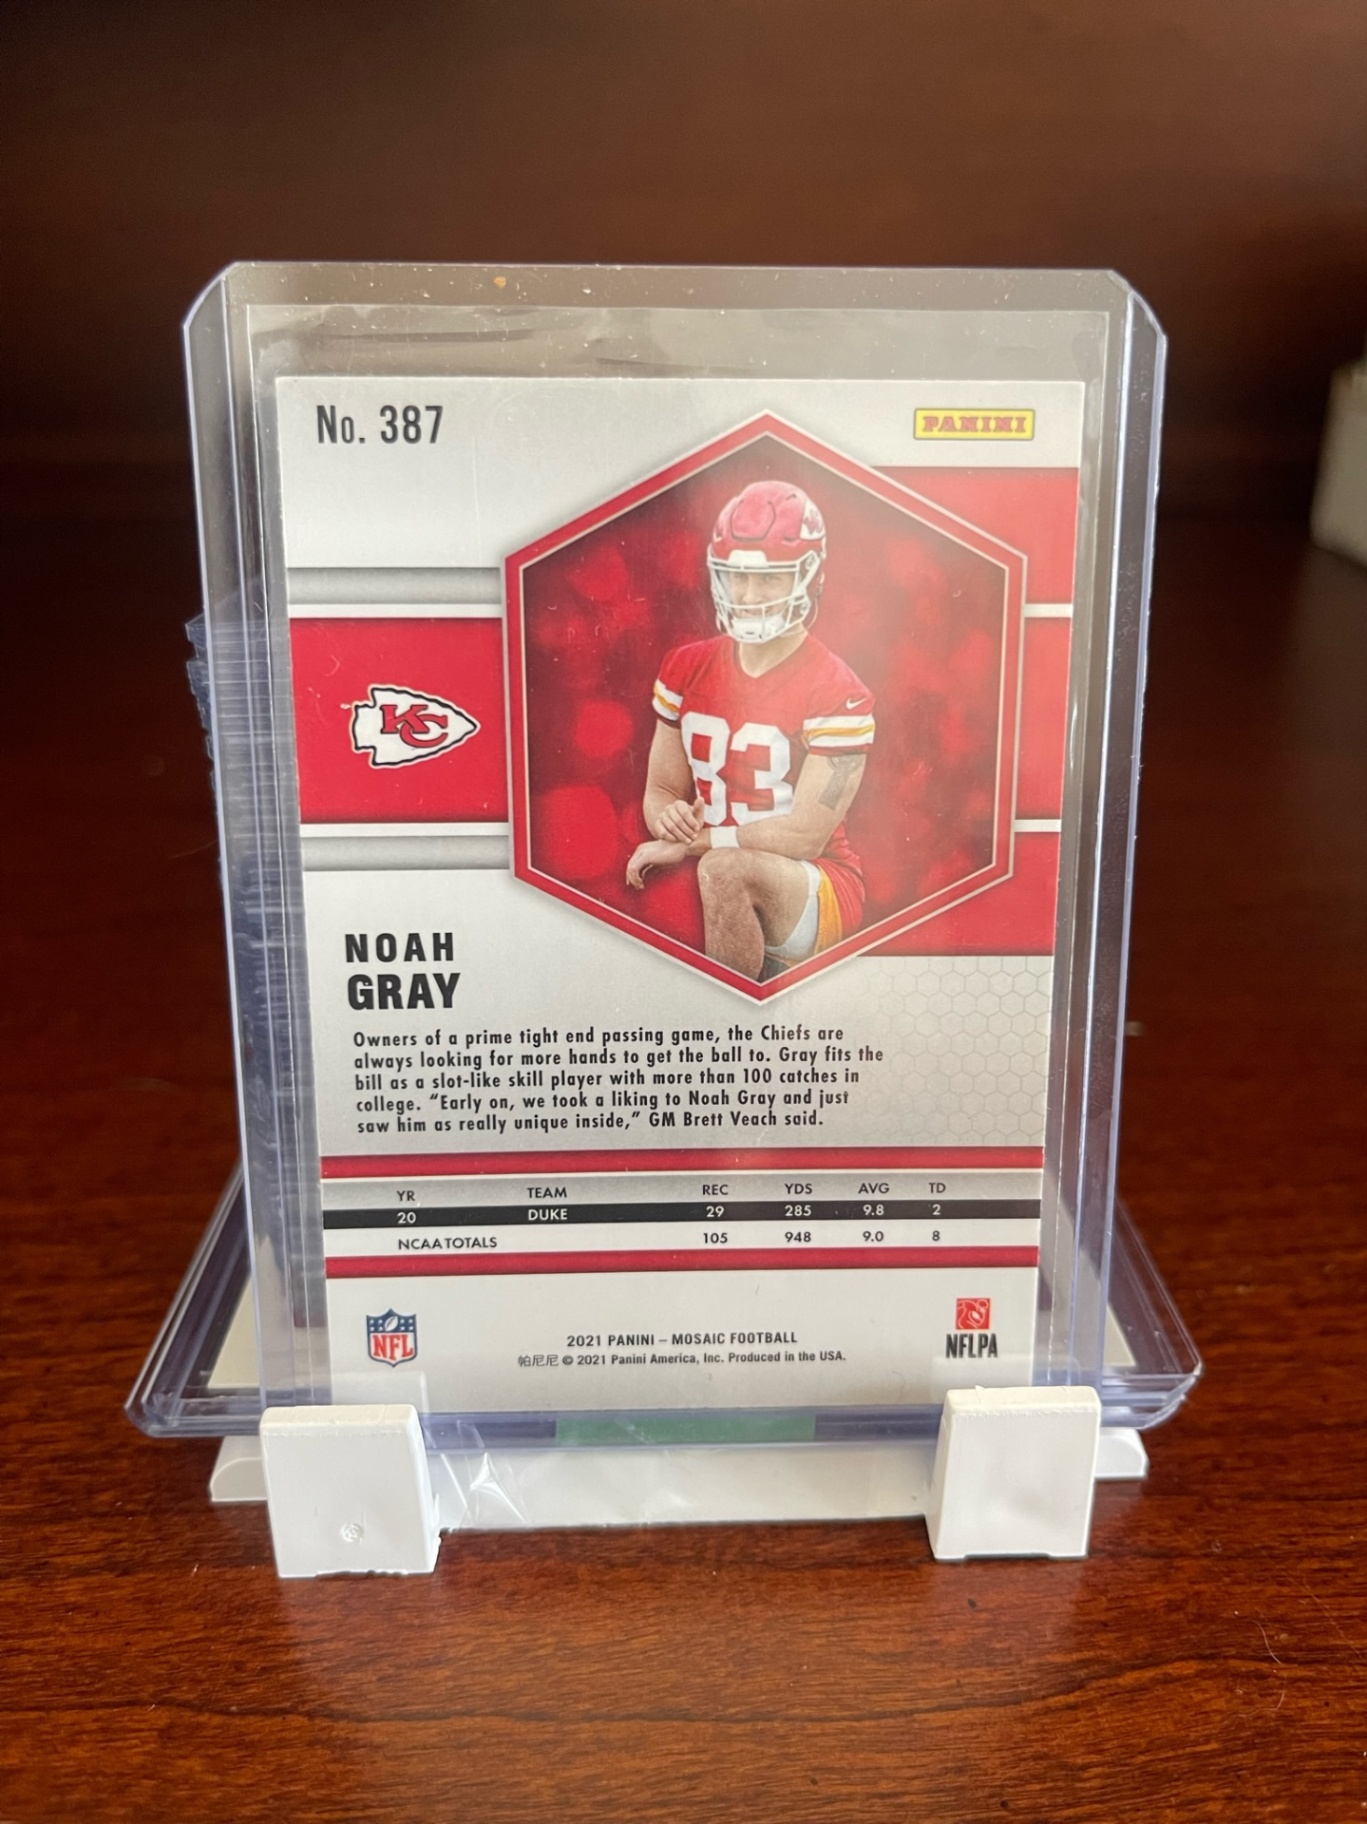 No. 387
PANINI
KC
83
NOAH
GRAY
Owners of a prime tight end passing game, the Chiefs are
always looking for more hands to get the ball to. Gray fits the
bill as a slot-like skill player with more than 100 catches in
college. “Early on, we took a liking to Noah Gray and just
saw him as really unique inside,” GM Brett Veach said.
YR TEAM REC YDS AVG TD
20 DUKE 29 285 9.8 2
NCAA TOTALS 105 948 9.0 8
NFL
NFLPA
2021 PANINI – MOSAIC FOOTBALL
帕尼尼 © 2021 Panini America, Inc. Produced in the USA.